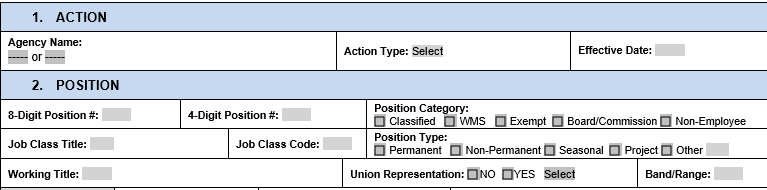 1. ACTION
Agency Name:
----- or -----
Action Type: Select
Effective Date:
2. POSITION
8-Digit Position #:
4-Digit Position #:
Position Category:
Classified WMS Exempt Board/Commission Non-Employee
Job Class Title:
Job Class Code:
Position Type:
Permanent Non-Permanent Seasonal Project Other
Working Title:
Union Representation: NO YES Select
Band/Range: